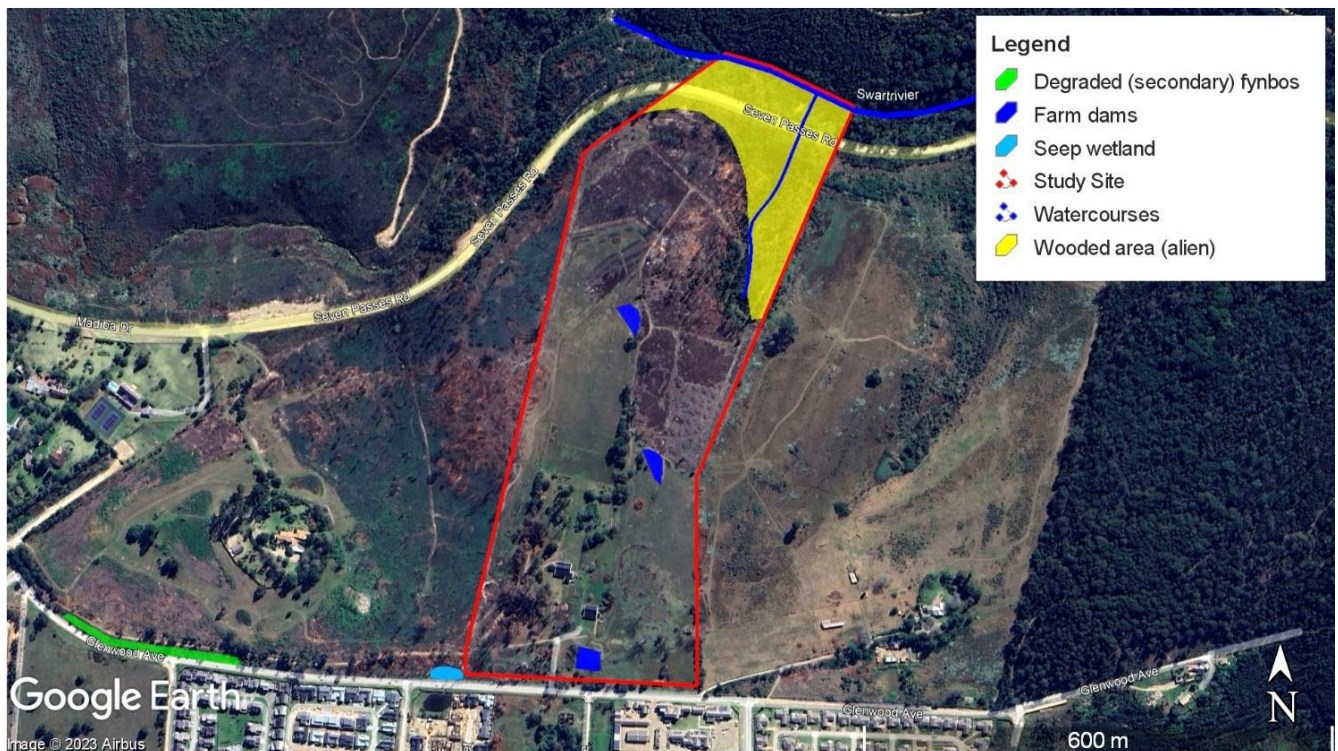 Legend
Degraded (secondary) fynbos
Farm dams
Seep wetland
Study Site
Watercourses
Wooded area (alien)
Swartrivier
Seven Passes Rd
Seven Passes Rd
Seven Passes Rd
Madiba Dr
Glenwood Ave
Glenwood Ave
Glenwood Ave
Google Earth
Image © 2023 Airbus
600 m
N